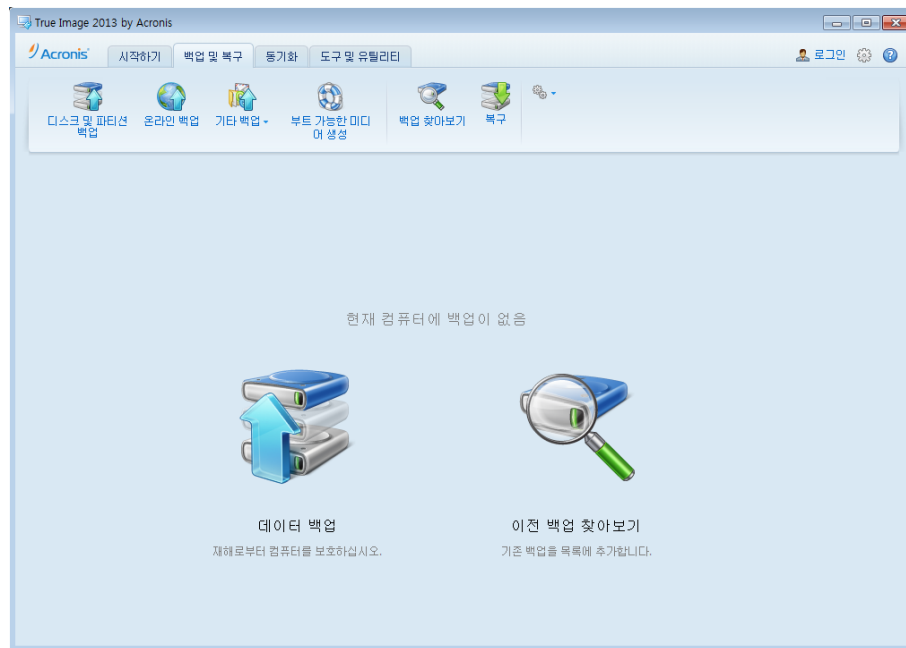 True Image 2013 by Acronis
Acronis
시작하기
백업 및 복구
동기화
도구 및 유틸리티
로그인
디스크 및 파티션
백업
온라인 백업
기타 백업
부트 가능한 미디
어 생성
백업 찾아보기
복구
현재 컴퓨터에 백업이 없음
데이터 백업
이전 백업 찾아보기
재해로부터 컴퓨터를 보호하십시오.
기존 백업을 목록에 추가합니다.